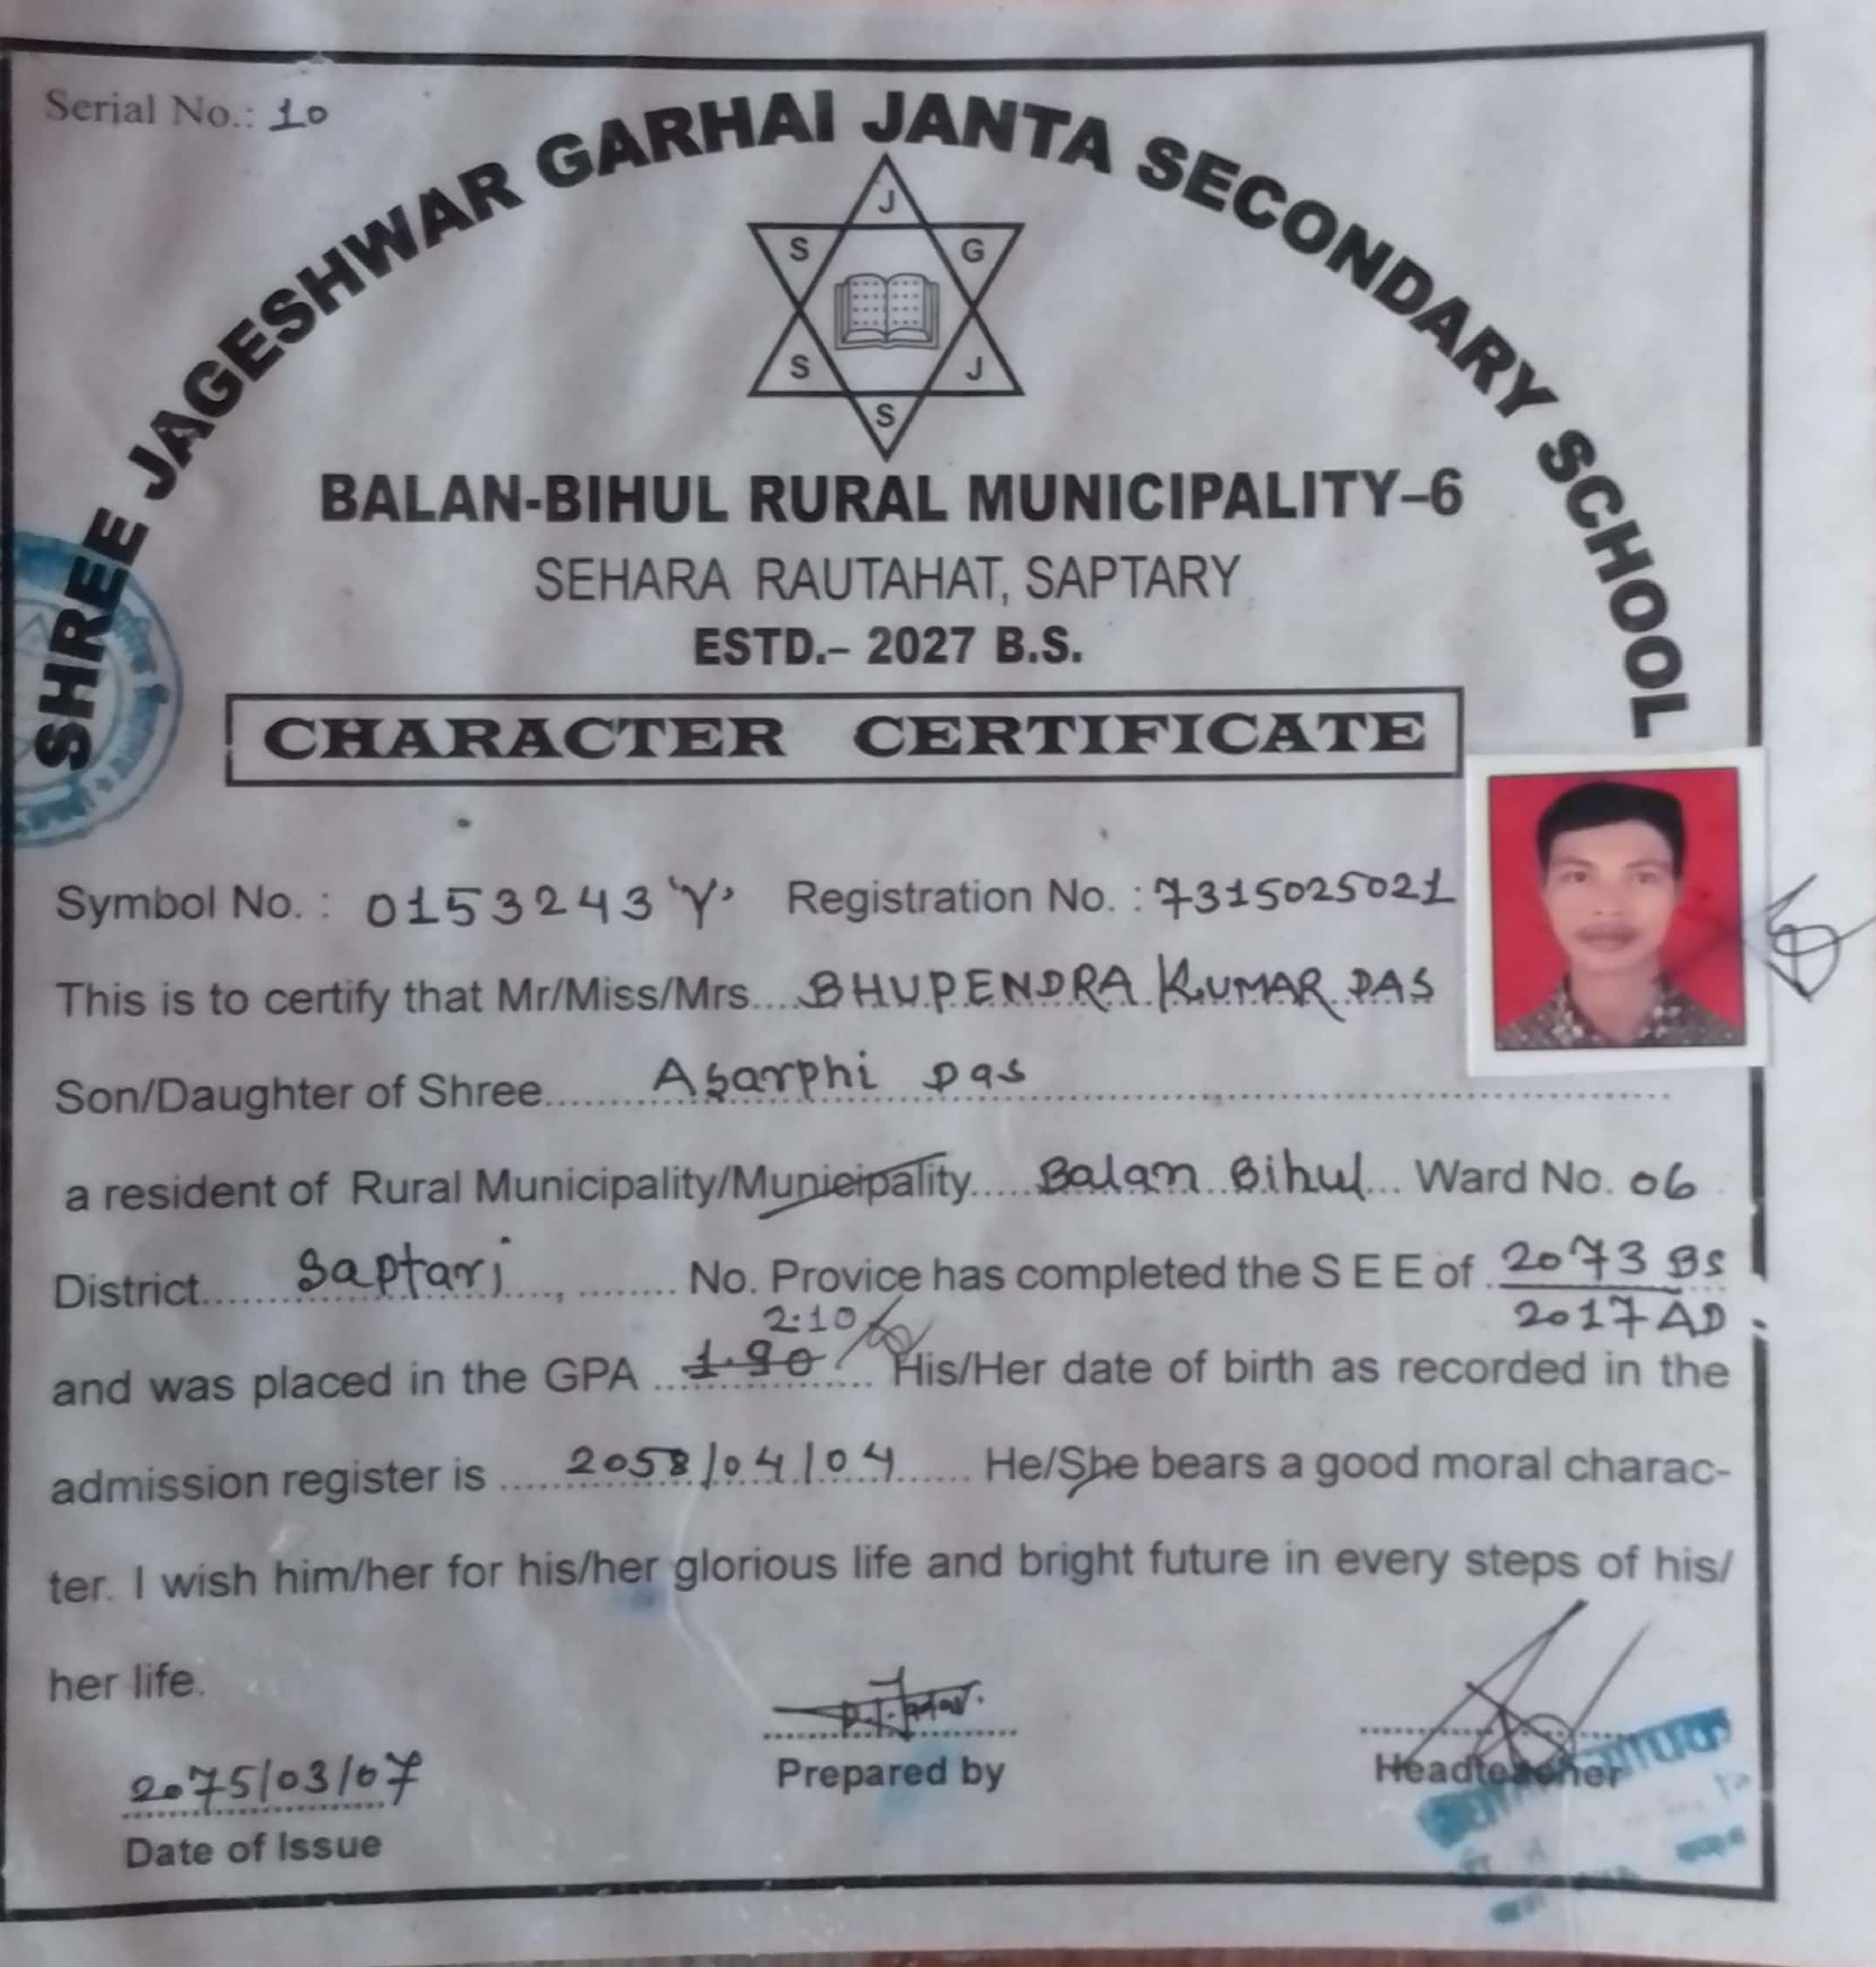 Serial No.: 10
SHREE JAGESHWAR GARHAI JANTA SECONDARY SCHOOL
J
S G
S J
S
BALAN-BIHUL RURAL MUNICIPALITY-6
SEHARA RAUTAHAT, SAPTARY
ESTD.- 2027 B.S.
CHARACTER CERTIFICATE
Symbol No. : 0153243 'Y' Registration No. : 7315025021
This is to certify that Mr/Miss/Mrs.... BHUPENDRA KUMAR DAS
Son/Daughter of Shree.......... Asarphi Das
a resident of Rural Municipality/Municipality..... Balan Bihul... Ward No. 06
District...... Saptari ...., ........ No. Provice has completed the S E E of 2073 BS
2017 AD
2.10
and was placed in the GPA 1.90 His/Her date of birth as recorded in the
admission register is ..... 2058/04/04 ..... He/She bears a good moral charac-
ter. I wish him/her for his/her glorious life and bright future in every steps of his/
her life.
2075/03/07
Date of Issue
Prepared by
Headteacher